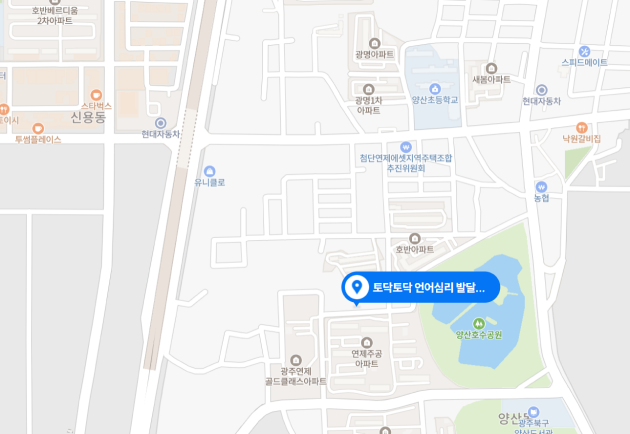 호반베르디움
2차아파트
광명아파트
스피드메이트
새봄아파트
스타벅스
신용동
광명1차
아파트
양산초등학교
현대자동차
투썸플레이스
현대자동차
낙원갈비집
첨단연제에셋지역주택조합
추진위원회
유니클로
농협
호반아파트
토닥토닥 언어심리 발달...
양산호수공원
연제주공
아파트
광주연제
골드클래스아파트
광주북구